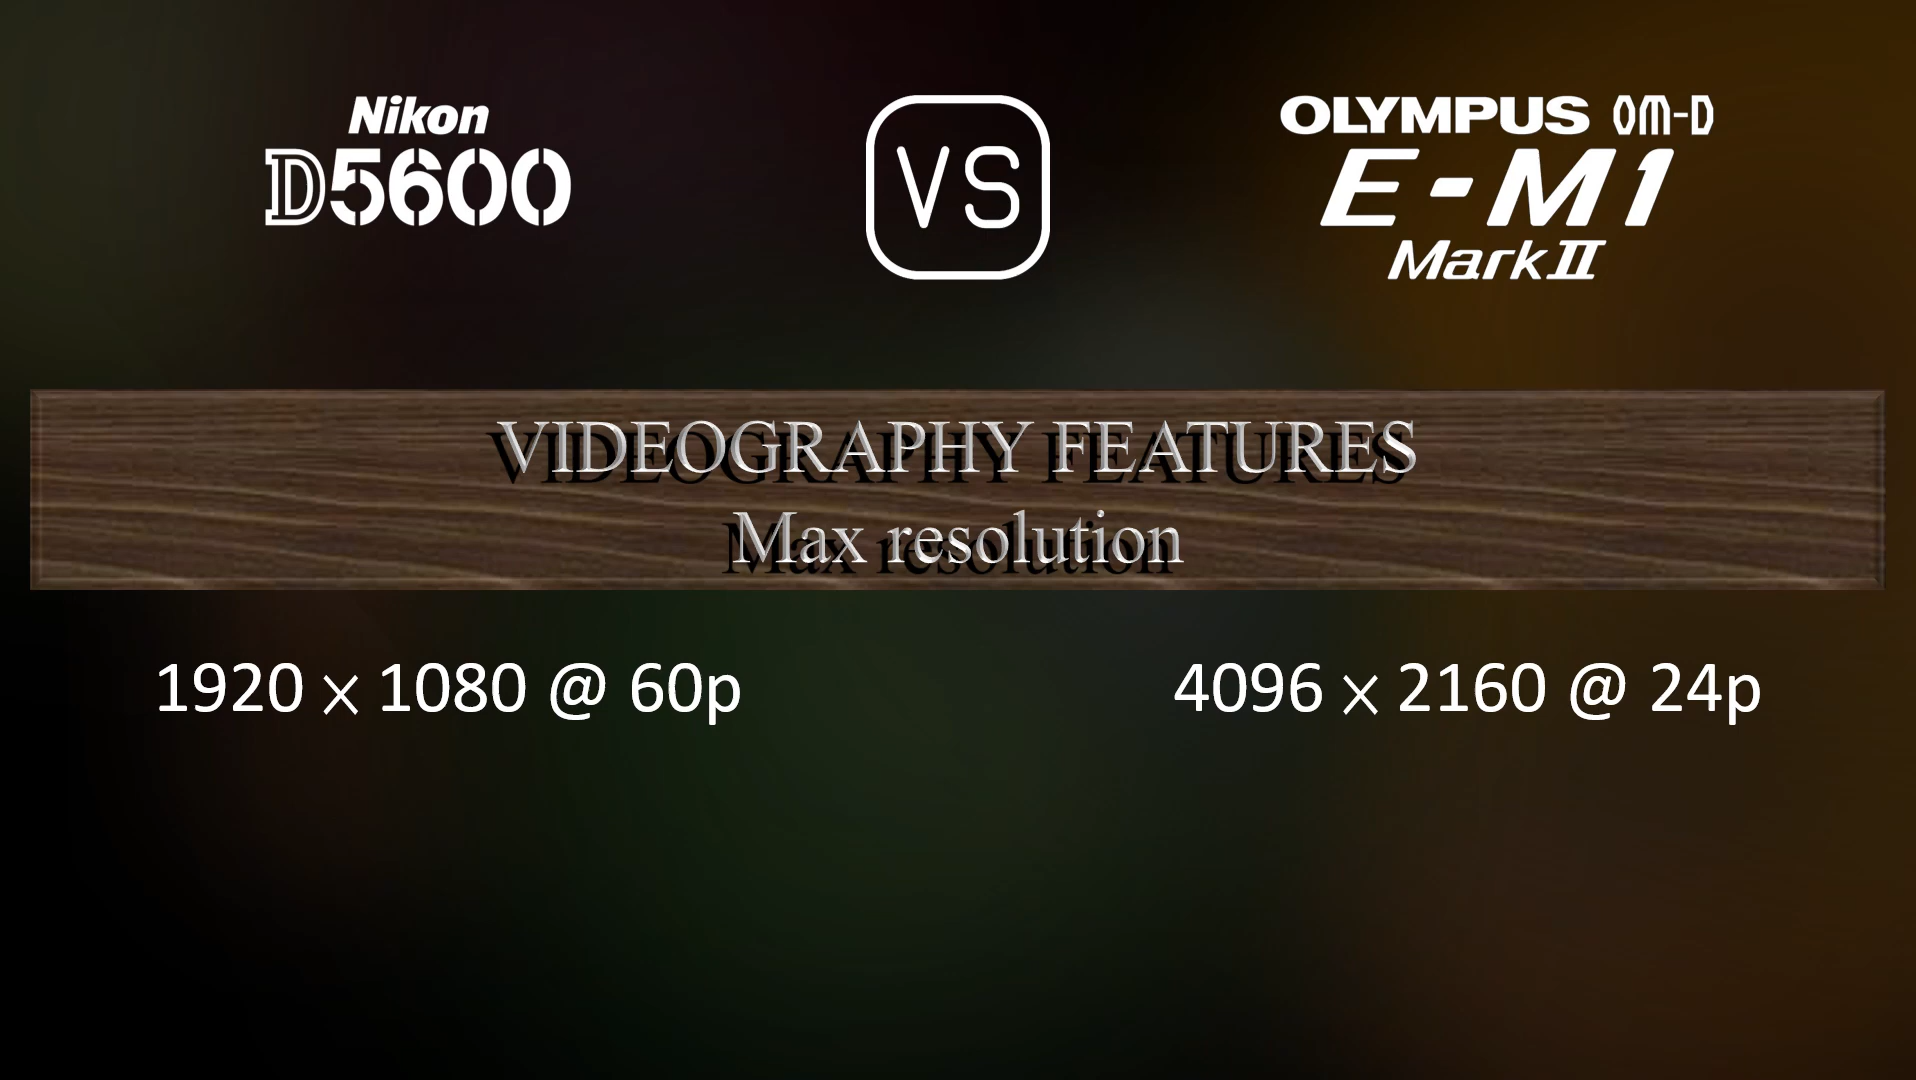 Nikon
D5600
VS
OLYMPUS OM-D
E-M1
Mark II
VIDEOGRAPHY FEATURES
Max resolution
1920 x 1080 @ 60p
4096 x 2160 @ 24p